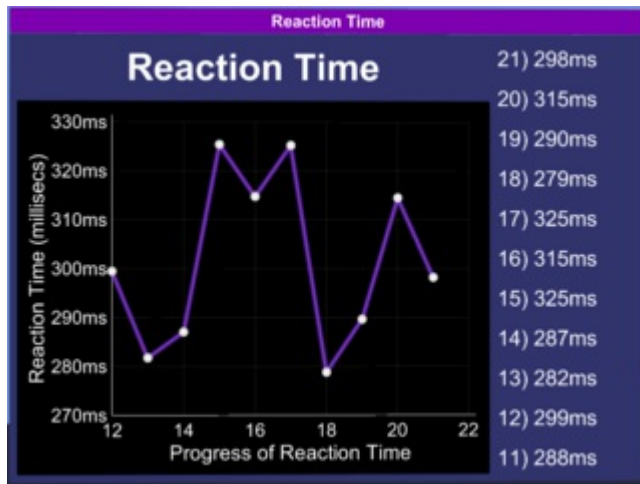 Reaction Time
Reaction Time
330ms
320ms
310ms
300ms
290ms
280ms
270ms
Reaction Time (millisecs)
12 14 16 18 20 22
Progress of Reaction Time
21) 298ms
20) 315ms
19) 290ms
18) 279ms
17) 325ms
16) 315ms
15) 325ms
14) 287ms
13) 282ms
12) 299ms
11) 288ms